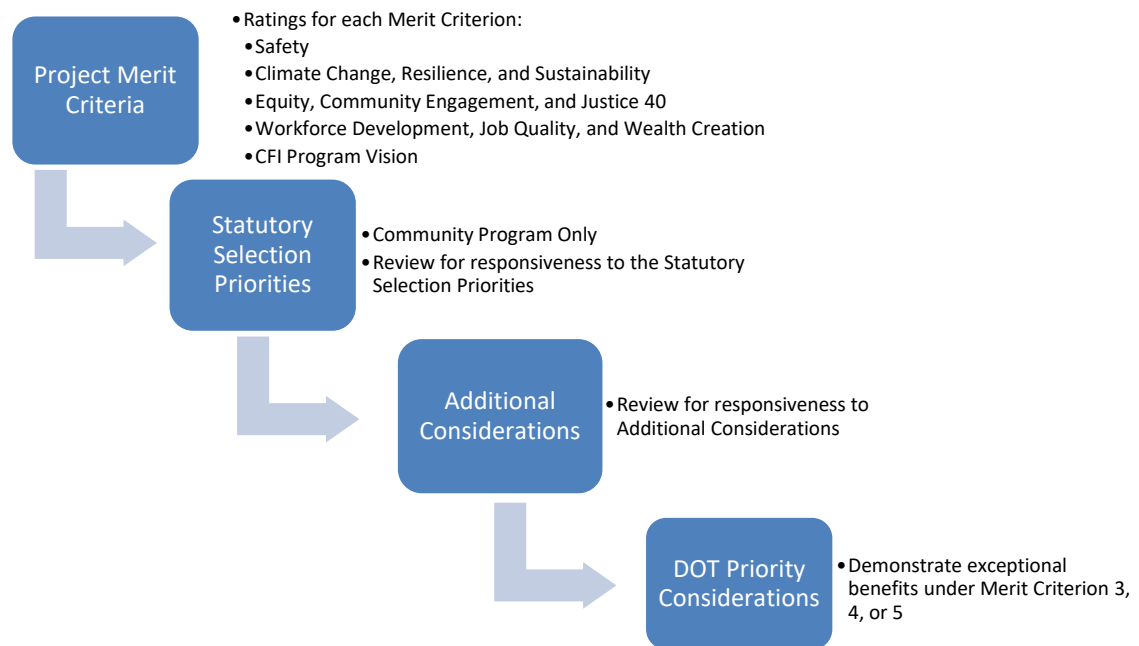 Project Merit
Criteria
•Ratings for each Merit Criterion:
•Safety
•Climate Change, Resilience, and Sustainability
•Equity, Community Engagement, and Justice 40
•Workforce Development, Job Quality, and Wealth Creation
•CFI Program Vision
Statutory
Selection
Priorities
•Community Program Only
•Review for responsiveness to the Statutory
Selection Priorities
Additional
Considerations
•Review for responsiveness to
Additional Considerations
DOT Priority
Considerations
•Demonstrate exceptional
benefits under Merit Criterion 3,
4, or 5